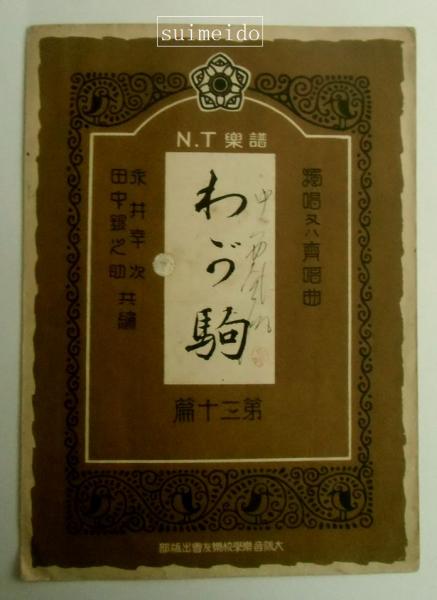 suimeido
N.T 樂譜
獨唱又ハ齊唱曲
わが駒
永井幸次
田中銀之助 共編
第三十篇
大阪音樂學校樂友會出版部